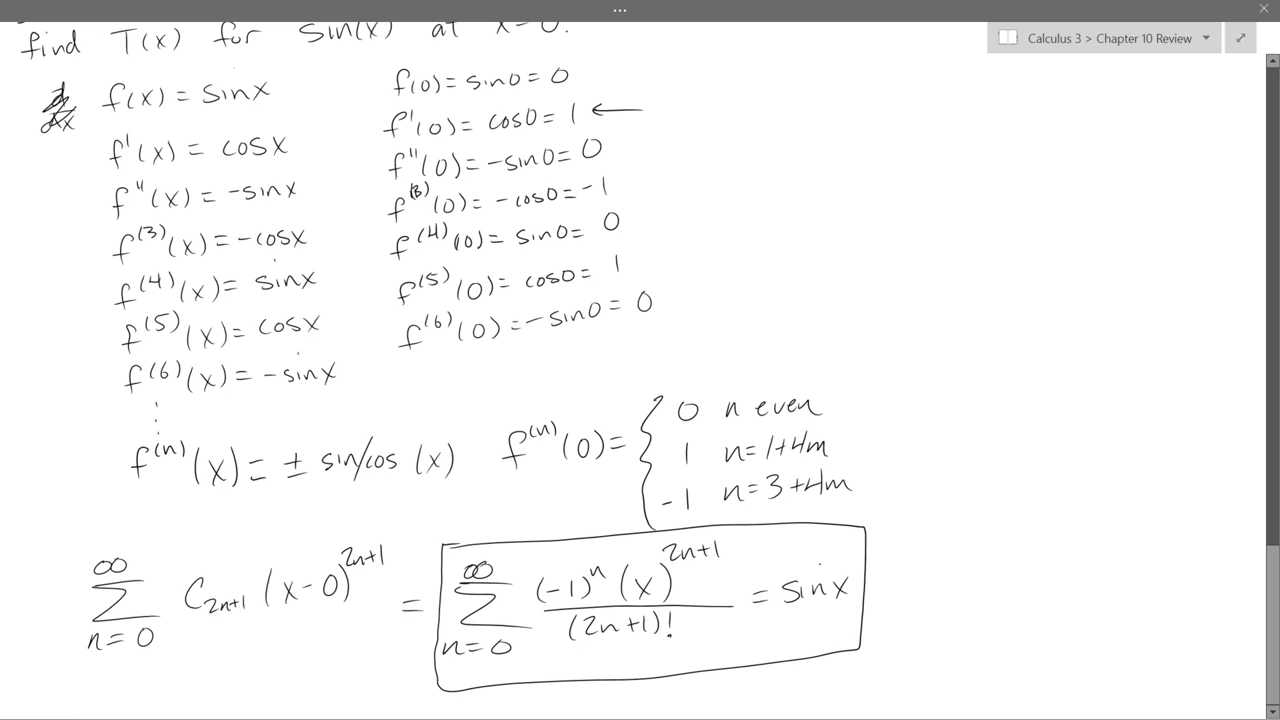 ...
Calculus 3 > Chapter 10 Review
find T(x) for sin(x) at x=0.
f(x) = sinx
f(0) = sin0 = 0
f'(x) = cosx
f'(0) = cos0 = 1 ←
f''(x) = -sinx
f''(0) = -sin0 = 0
f^(3)(x) = -cosx
f^(3)(0) = -cos0 = -1
f^(4)(x) = sinx
f^(4)(0) = sin0 = 0
f^(5)(x) = cosx
f^(5)(0) = cos0 = 1
f^(6)(x) = -sinx
f^(6)(0) = -sin0 = 0
⋮
f^(n)(x) = ± sin/cos (x)
f^(n)(0) = { 0 n even
1 n = 1+4m
-1 n = 3+4m
∑_{n=0}^{∞} C_{2n+1} (x-0)^{2n+1} = ∑_{n=0}^{∞} (-1)^n (x)^{2n+1} / (2n+1)! = sinx